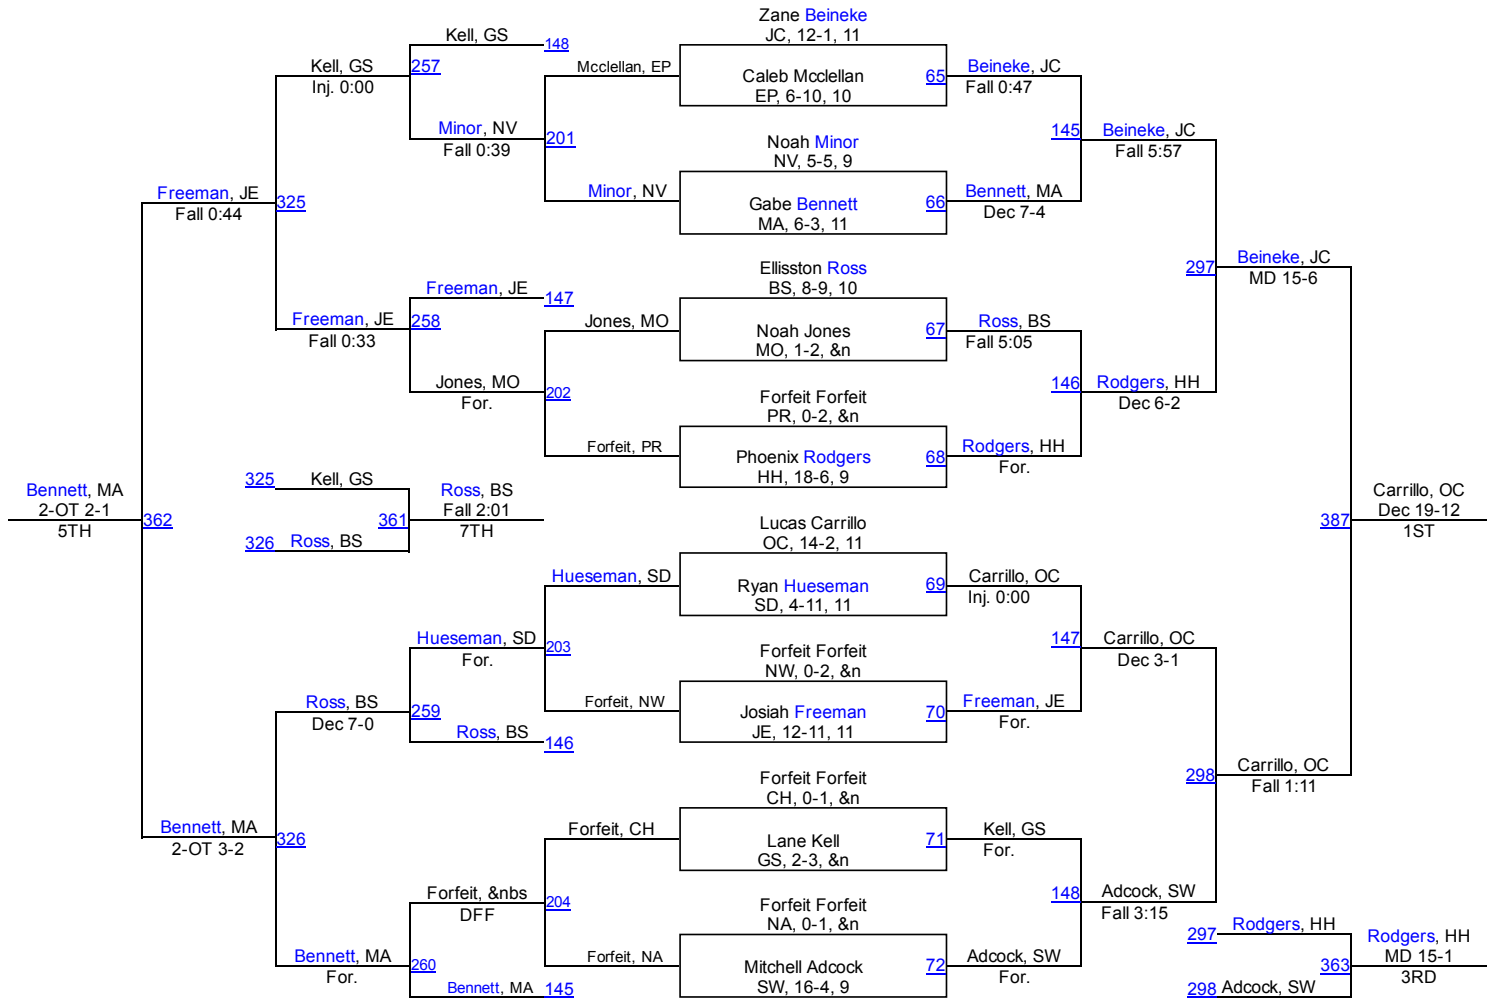 Zane Beineke
JC, 12-1, 11
Kell, GS
148
Kell, GS
257
Inj. 0:00
Mcclellan, EP
Caleb Mcclellan
EP, 6-10, 10
65
Beineke, JC
Fall 0:47
Minor, NV
Fall 0:39
201
Noah Minor
NV, 5-5, 9
145
Beineke, JC
Fall 5:57
Freeman, JE
Fall 0:44
325
Minor, NV
Gabe Bennett
MA, 6-3, 11
66
Bennett, MA
Dec 7-4
Ellisston Ross
BS, 8-9, 10
297
Beineke, JC
MD 15-6
Freeman, JE
147
Freeman, JE
Fall 0:33
258
Jones, MO
Noah Jones
MO, 1-2, &n
67
Ross, BS
Fall 5:05
Jones, MO
For.
202
Forfeit Forfeit
PR, 0-2, &n
146
Rodgers, HH
Dec 6-2
Forfeit, PR
Phoenix Rodgers
HH, 18-6, 9
68
Rodgers, HH
For.
Bennett, MA
2-OT 2-1
5TH
362
325
Kell, GS
361
Ross, BS
Fall 2:01
7TH
326
Ross, BS
Lucas Carrillo
OC, 14-2, 11
387
Carrillo, OC
Dec 19-12
1ST
Hueseman, SD
Ryan Hueseman
SD, 4-11, 11
69
Carrillo, OC
Inj. 0:00
Hueseman, SD
For.
203
Forfeit Forfeit
NW, 0-2, &n
147
Carrillo, OC
Dec 3-1
Ross, BS
Dec 7-0
259
Forfeit, NW
Josiah Freeman
JE, 12-11, 11
70
Freeman, JE
For.
Ross, BS
146
Forfeit Forfeit
CH, 0-1, &n
298
Carrillo, OC
Fall 1:11
Bennett, MA
2-OT 3-2
326
Forfeit, CH
Lane Kell
GS, 2-3, &n
71
Kell, GS
For.
Forfeit, &nbs
DFF
204
Forfeit Forfeit
NA, 0-1, &n
148
Adcock, SW
Fall 3:15
Bennett, MA
For.
260
Forfeit, NA
Mitchell Adcock
SW, 16-4, 9
72
Adcock, SW
For.
Bennett, MA
145
297
Rodgers, HH
363
Rodgers, HH
MD 15-1
3RD
298
Adcock, SW